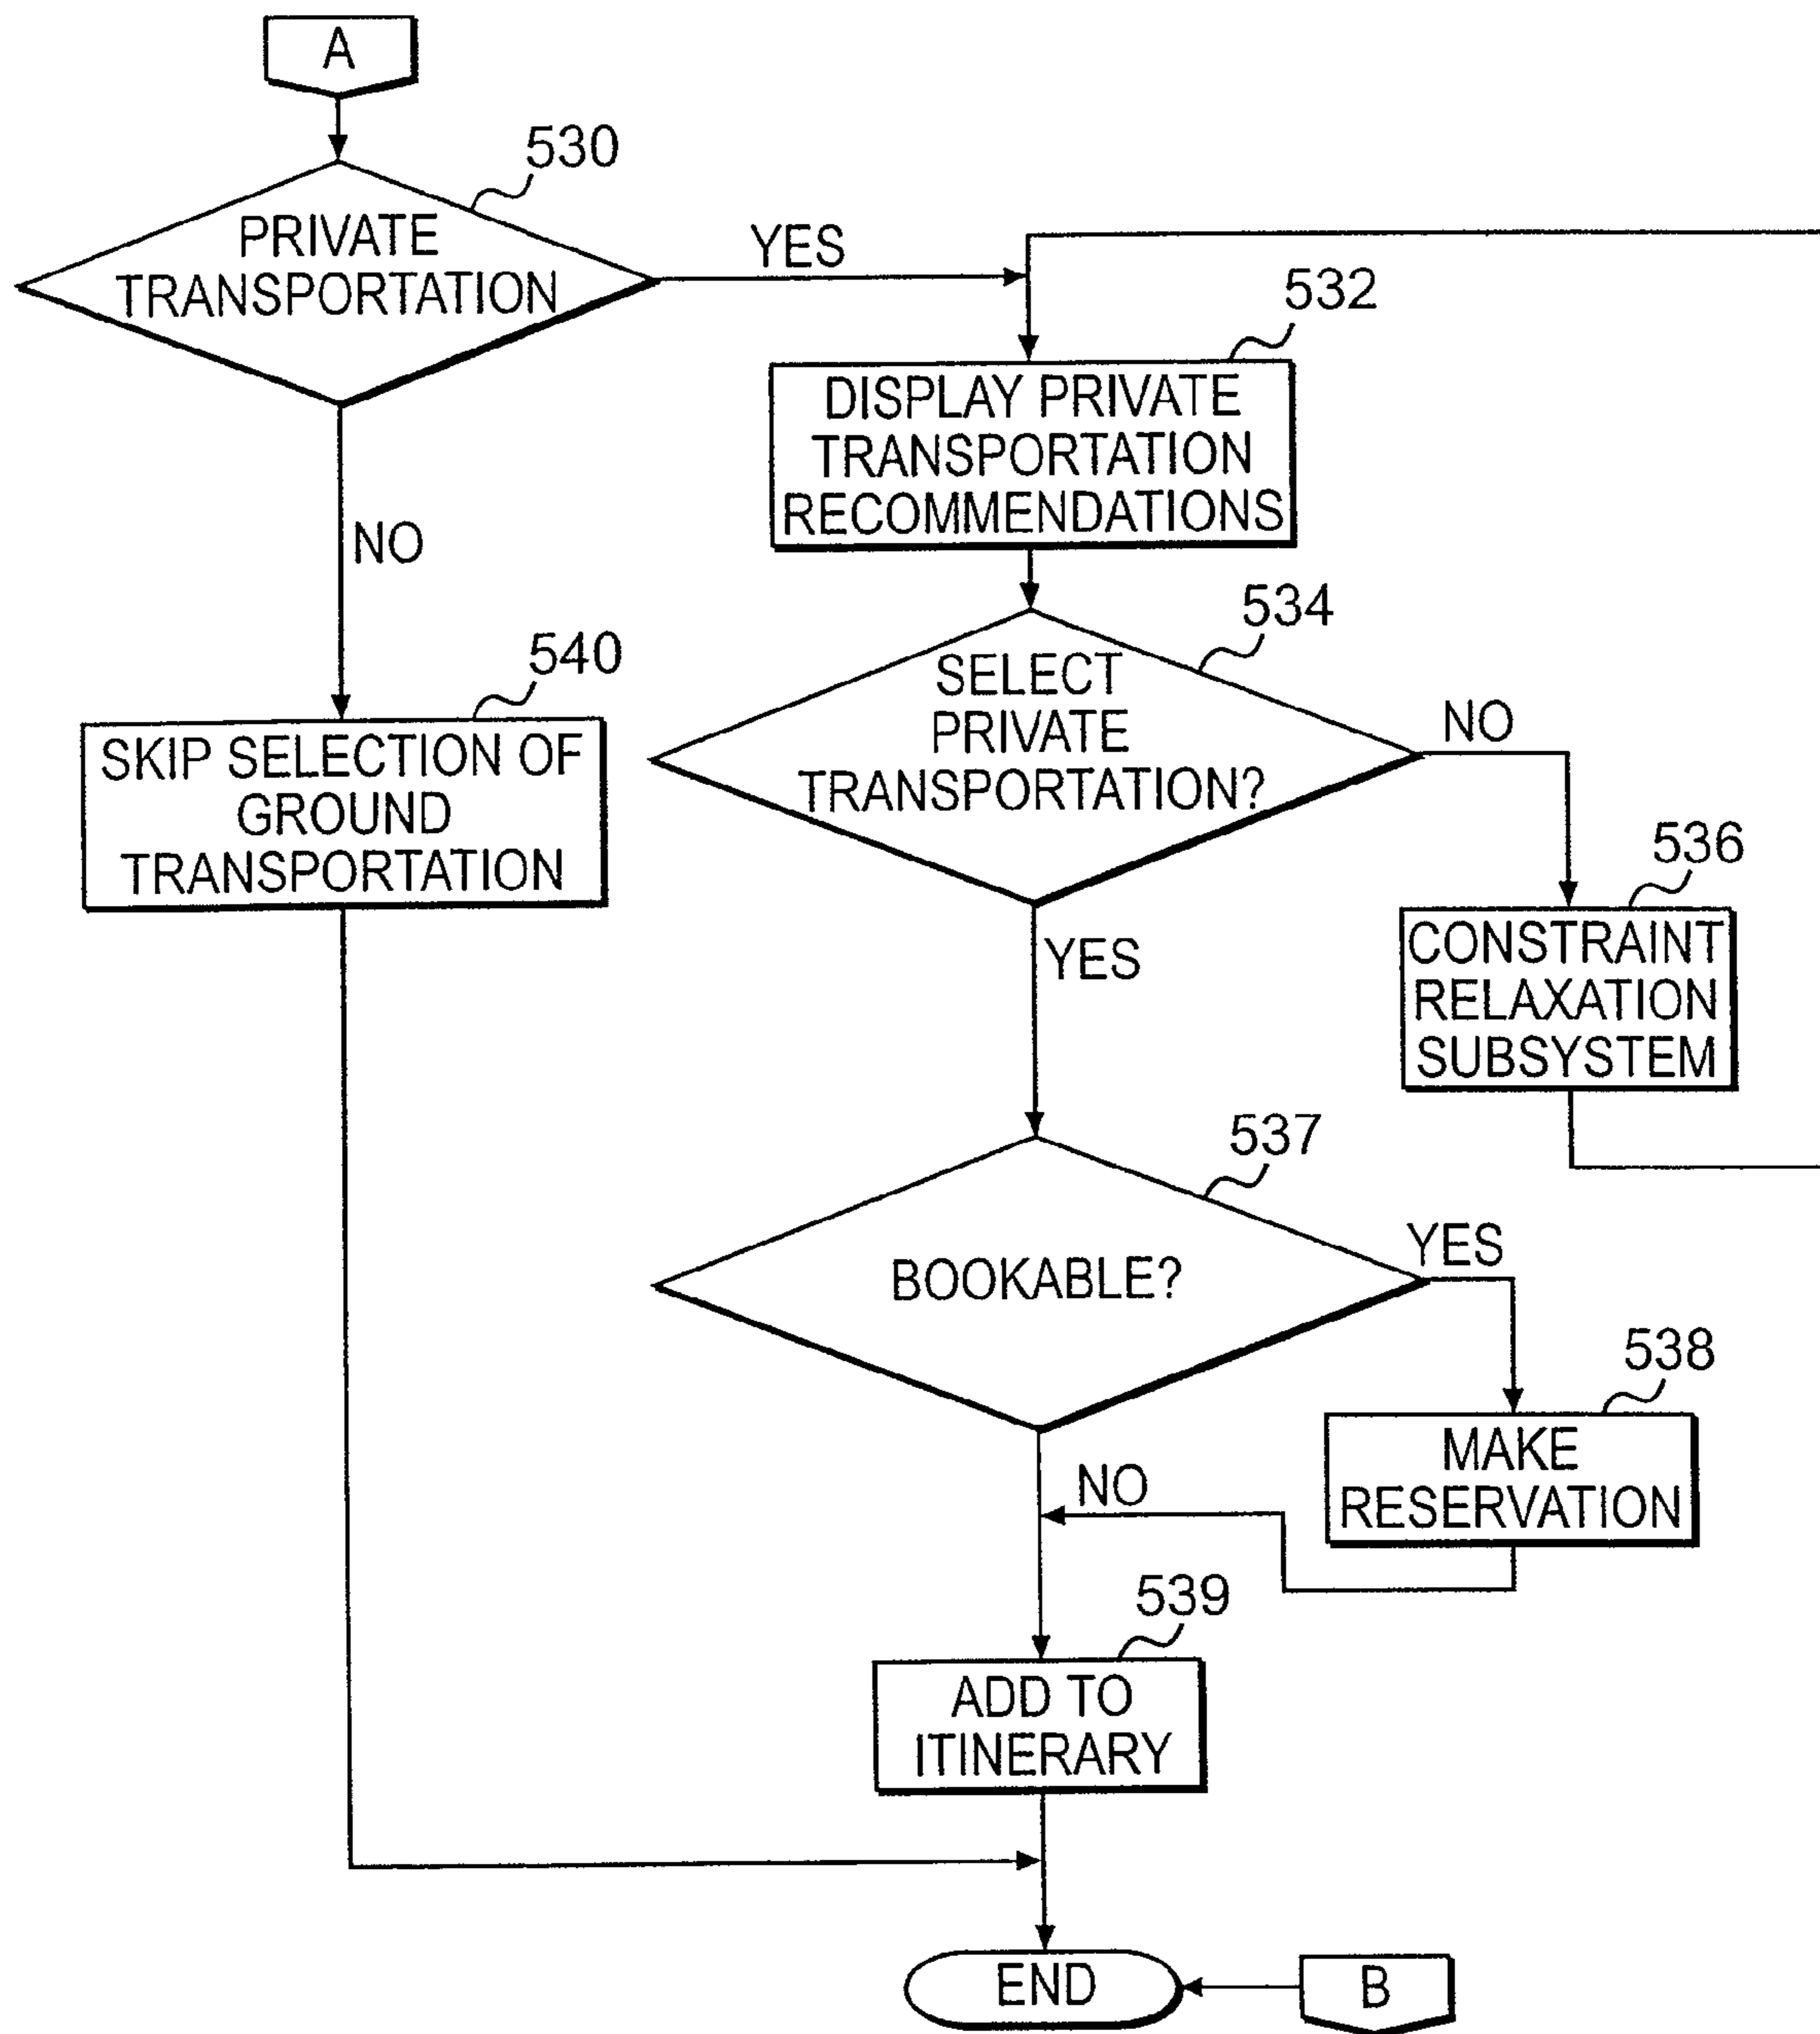 A
530
PRIVATE
TRANSPORTATION
YES
NO
532
DISPLAY PRIVATE
TRANSPORTATION
RECOMMENDATIONS
534
SELECT
PRIVATE
TRANSPORTATION?
NO
YES
540
SKIP SELECTION OF
GROUND
TRANSPORTATION
536
CONSTRAINT
RELAXATION
SUBSYSTEM
537
BOOKABLE?
YES
NO
538
MAKE
RESERVATION
539
ADD TO
ITINERARY
END
B